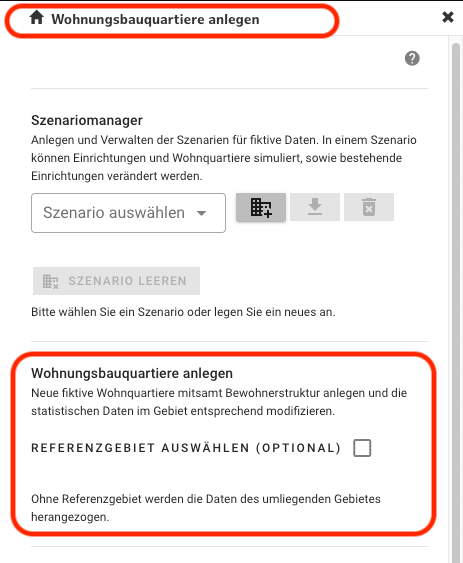 Wohnungsbauquartiere anlegen
Szenariomanager
Anlegen und Verwalten der Szenarien für fiktive Daten. In einem Szenario
können Einrichtungen und Wohnquartiere simuliert, sowie bestehende
Einrichtungen verändert werden.
Szenario auswählen
SZENARIO LEEREN
Bitte wählen Sie ein Szenario oder legen Sie ein neues an.
Wohnungsbauquartiere anlegen
Neue fiktive Wohnquartiere mitsamt Bewohnerstruktur anlegen und die
statistischen Daten im Gebiet entsprechend modifizieren.
REFERENZGEBIET AUSWÄHLEN (OPTIONAL)
Ohne Referenzgebiet werden die Daten des umliegenden Gebietes
herangezogen.